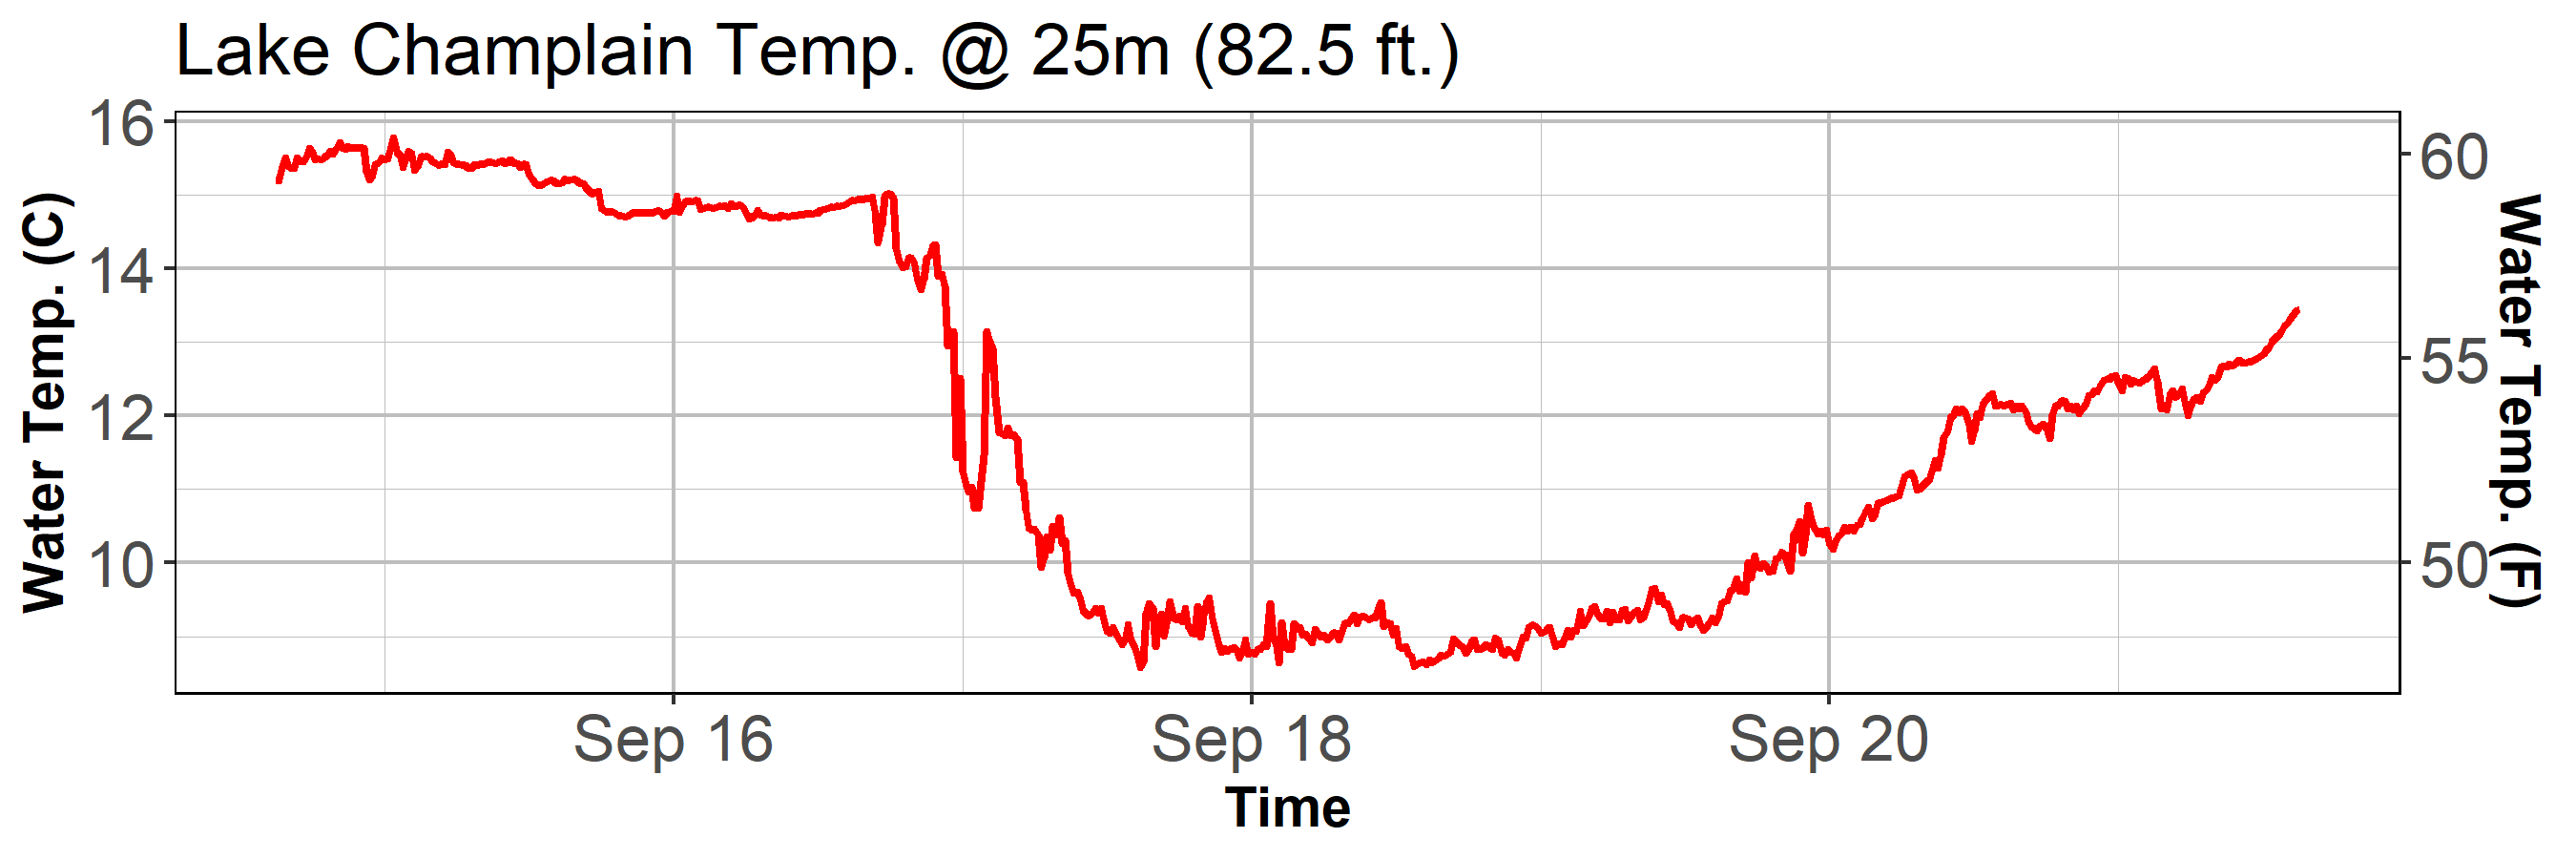 Lake Champlain Temp. @ 25m (82.5 ft.)
Water Temp. (C)
16
14
12
10
60
55
50
Water Temp. (F)
Sep 16
Sep 18
Sep 20
Time